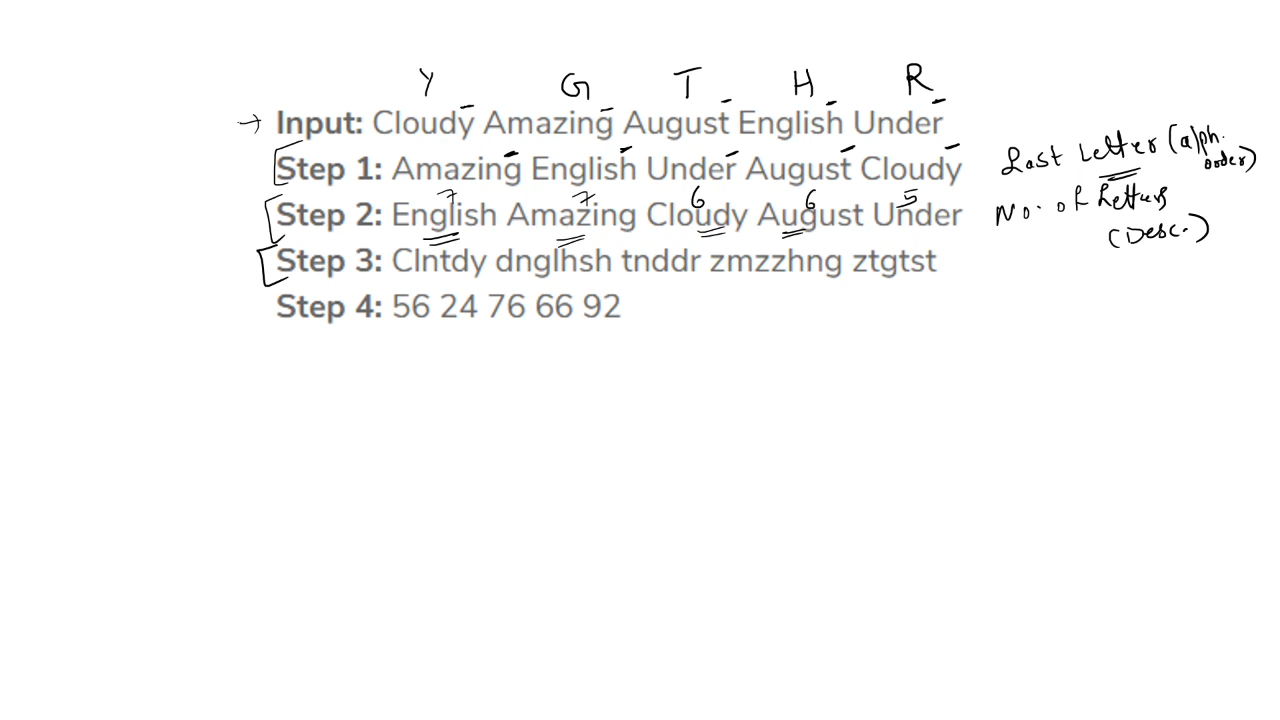 Y G T H R
→ Input: Cloudy Amazing August English Under
Step 1: Amazing English Under August Cloudy
Last Letter (alph. order)
7 7 6 6 5
Step 2: English Amazing Cloudy August Under
No. of Letters
(Desc.)
Step 3: Clntdy dnglhsh tnddr zmzzhng ztgtst
Step 4: 56 24 76 66 92